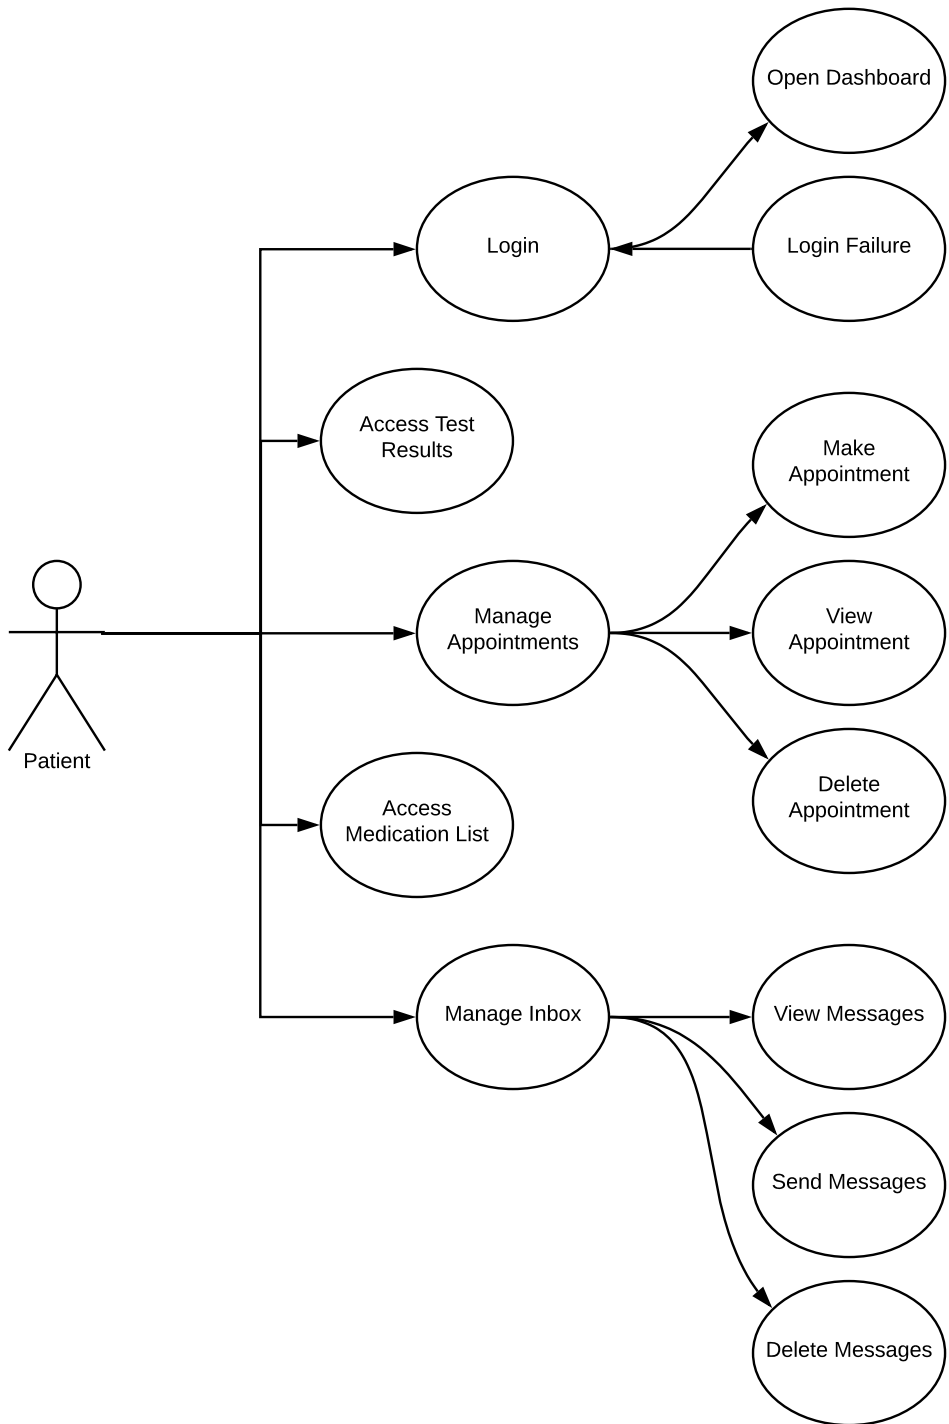 Open Dashboard
Login
Login Failure
Access Test
Results
Make
Appointment
Manage
Appointments
View
Appointment
Patient
Delete
Appointment
Access
Medication List
Manage Inbox
View Messages
Send Messages
Delete Messages